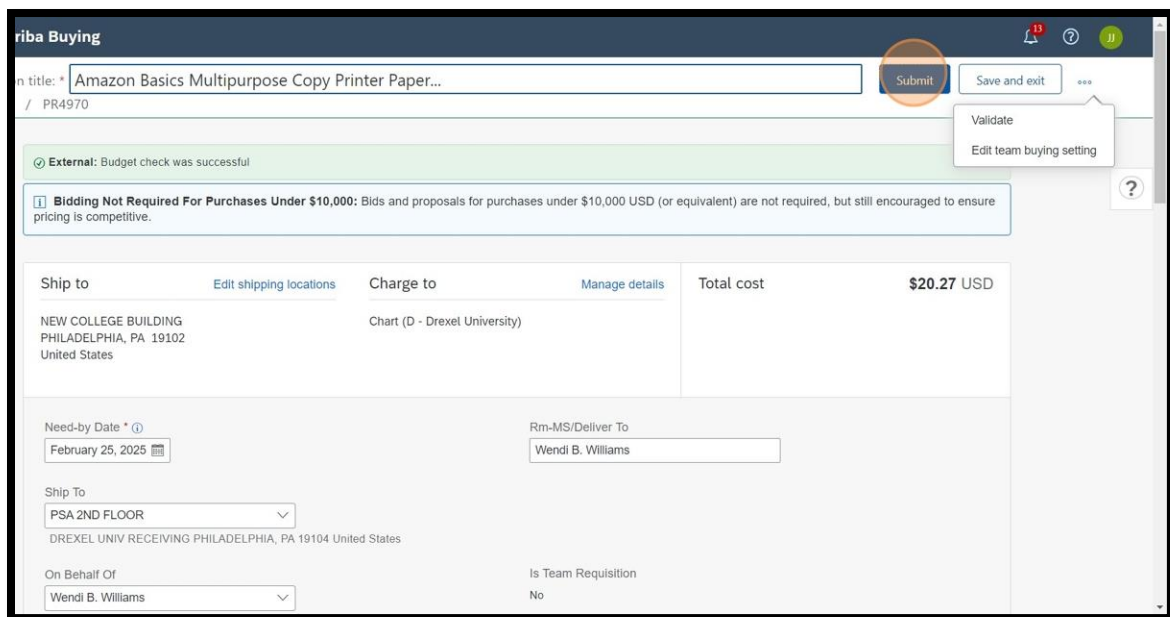 riba Buying
13
JJ
n title: * Amazon Basics Multipurpose Copy Printer Paper...
Submit
Save and exit
/ PR4970
Validate
Edit team buying setting
External: Budget check was successful
?
Bidding Not Required For Purchases Under $10,000: Bids and proposals for purchases under $10,000 USD (or equivalent) are not required, but still encouraged to ensure
pricing is competitive.
Ship to
Edit shipping locations
Charge to
Manage details
Total cost
$20.27 USD
NEW COLLEGE BUILDING
PHILADELPHIA, PA 19102
United States
Chart (D - Drexel University)
Need-by Date *
Rm-MS/Deliver To
February 25, 2025
Wendi B. Williams
Ship To
PSA 2ND FLOOR
DREXEL UNIV RECEIVING PHILADELPHIA, PA 19104 United States
On Behalf Of
Is Team Requisition
Wendi B. Williams
No